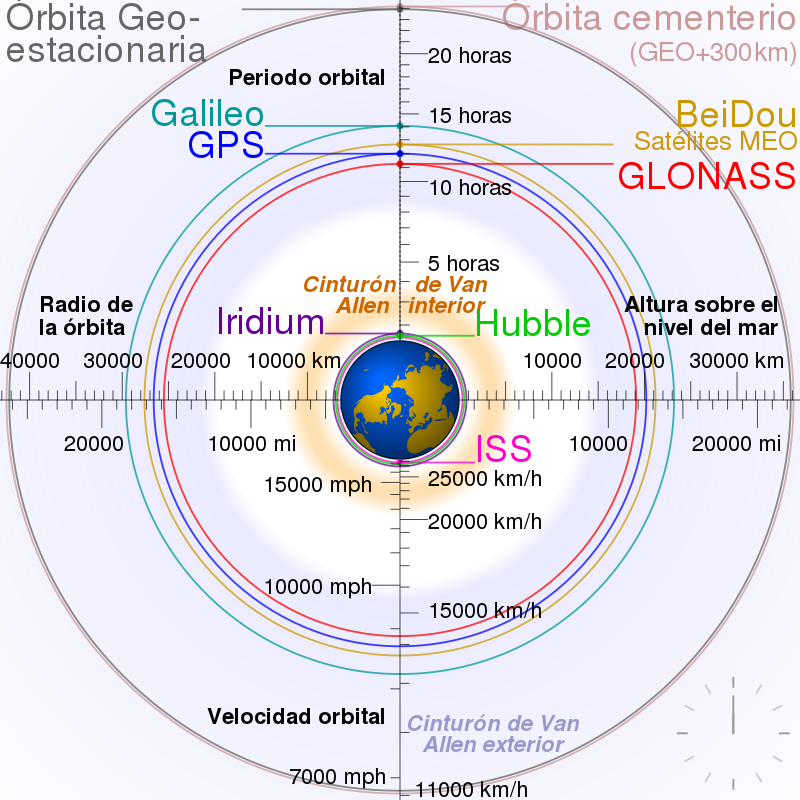 Órbita Geo-
estacionaria
Órbita cementerio
(GEO+300km)
20 horas
Periodo orbital
Galileo
15 horas
BeiDou
Satélites MEO
GPS
GLONASS
10 horas
5 horas
Cinturón de Van
Allen interior
Radio de
la órbita
Altura sobre el
nivel del mar
Iridium
Hubble
40000 30000 20000 10000 km
10000 20000 30000 km
20000 10000 mi
10000 20000 mi
ISS
15000 mph
25000 km/h
20000 km/h
10000 mph
15000 km/h
Velocidad orbital
Cinturón de Van
Allen exterior
7000 mph
11000 km/h